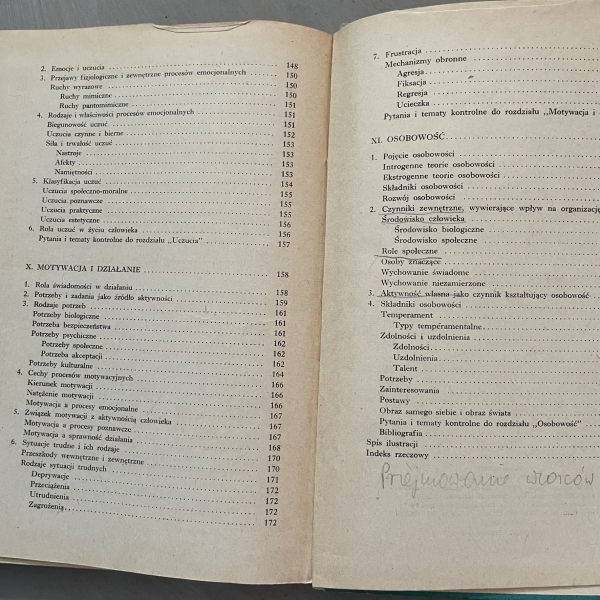 2. Emocje i uczucia 148
3. Przejawy fizjologiczne i zewnętrzne procesów emocjonalnych 150
Ruchy wyrazowe 150
Ruchy mimiczne 150
Ruchy pantomimiczne 151
4. Rodzaje i właściwości procesów emocjonalnych 151
Biegunowość uczuć 151
Uczucia czynne i bierne 152
Siła i trwałość uczuć 153
Nastroje 153
Afekty 153
Namiętności 153
5. Klasyfikacja uczuć 154
Uczucia społeczno-moralne 155
Uczucia poznawcze 155
Uczucia praktyczne 155
Uczucia estetyczne 156
6. Rola uczuć w życiu człowieka 156
Pytania i tematy kontrolne do rozdziału „Uczucia” 157
X. MOTYWACJA I DZIAŁANIE 158
1. Rola świadomości w działaniu 158
2. Potrzeby i zadania jako źródło aktywności 159
3. Rodzaje potrzeb 161
Potrzeby biologiczne 161
Potrzeba bezpieczeństwa 161
Potrzeby psychiczne 162
Potrzeby społeczne 162
Potrzeba akceptacji 162
Potrzeby kulturalne 164
4. Cechy procesów motywacyjnych 166
Kierunek motywacji 166
Natężenie motywacji 166
Motywacja a procesy emocjonalne 167
5. Związek motywacji z aktywnością człowieka 167
Motywacja a procesy poznawcze 167
Motywacja a sprawność działania 168
6. Sytuacje trudne i ich rodzaje 170
Przeszkody wewnętrzne i zewnętrzne 170
Rodzaje sytuacji trudnych 171
Deprywacje 172
Przeciążenia 172
Utrudnienia 172
Zagrożenia 172
7. Frustracja
Mechanizmy obronne
Agresja
Fiksacja
Regresja
Ucieczka
Pytania i tematy kontrolne do rozdziału „Motywacja i
XI. OSOBOWOŚĆ
1. Pojęcie osobowości
Introgenne teorie osobowości
Ekstrogenne teorie osobowości
Składniki osobowości
Rozwój osobowości
2. Czynniki zewnętrzne, wywierające wpływ na organizację
Środowisko człowieka
Środowisko biologiczne
Środowisko społeczne
Role społeczne
Osoby znaczące
Wychowanie świadome
Wychowanie niezamierzone
3. Aktywność własna jako czynnik kształtujący osobowość
4. Składniki osobowości
Temperament
Typy temperamentalne
Zdolności i uzdolnienia
Zdolności
Uzdolnienia
Talent
Potrzeby
Zainteresowania
Postawy
Obraz samego siebie i obraz świata
Pytania i tematy kontrolne do rozdziału „Osobowość”
Bibliografia
Spis ilustracji
Indeks rzeczowy